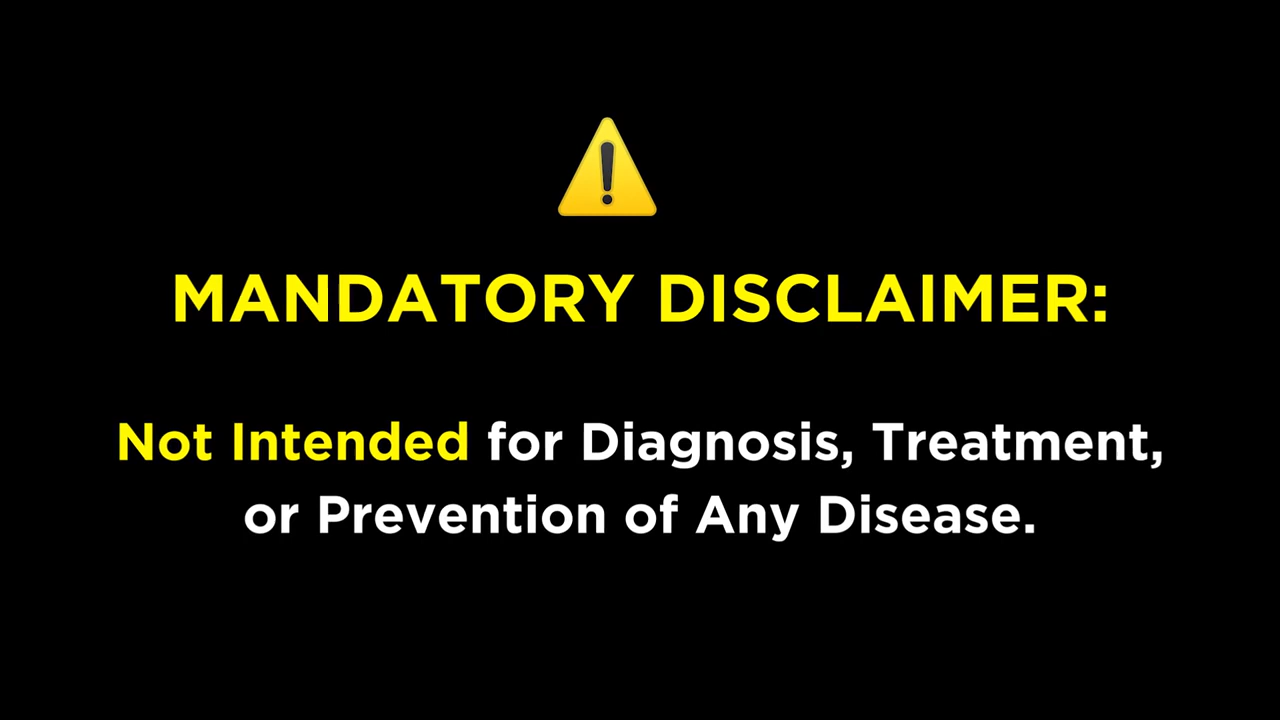 MANDATORY DISCLAIMER:
Not Intended for Diagnosis, Treatment,
or Prevention of Any Disease.